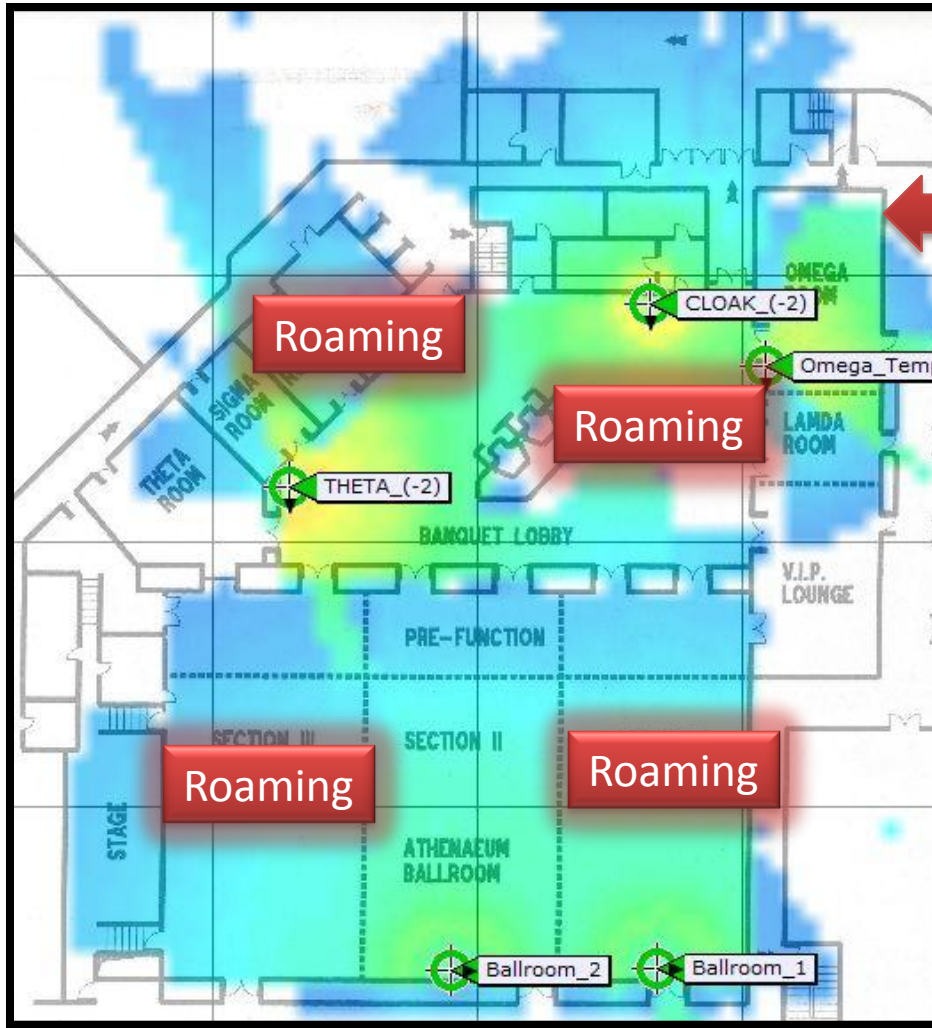 OMEGA
CLOAK_(-2)
Roaming
Omega_Temp
Roaming
LAMDA
ROOM
SIGMA
ROOM
THETA
ROOM
THETA_(-2)
BANQUET LOBBY
V.I.P.
LOUNGE
PRE-FUNCTION
SECTION III
SECTION II
Roaming
Roaming
STAGE
ATHENAEUM
BALLROOM
Ballroom_2
Ballroom_1